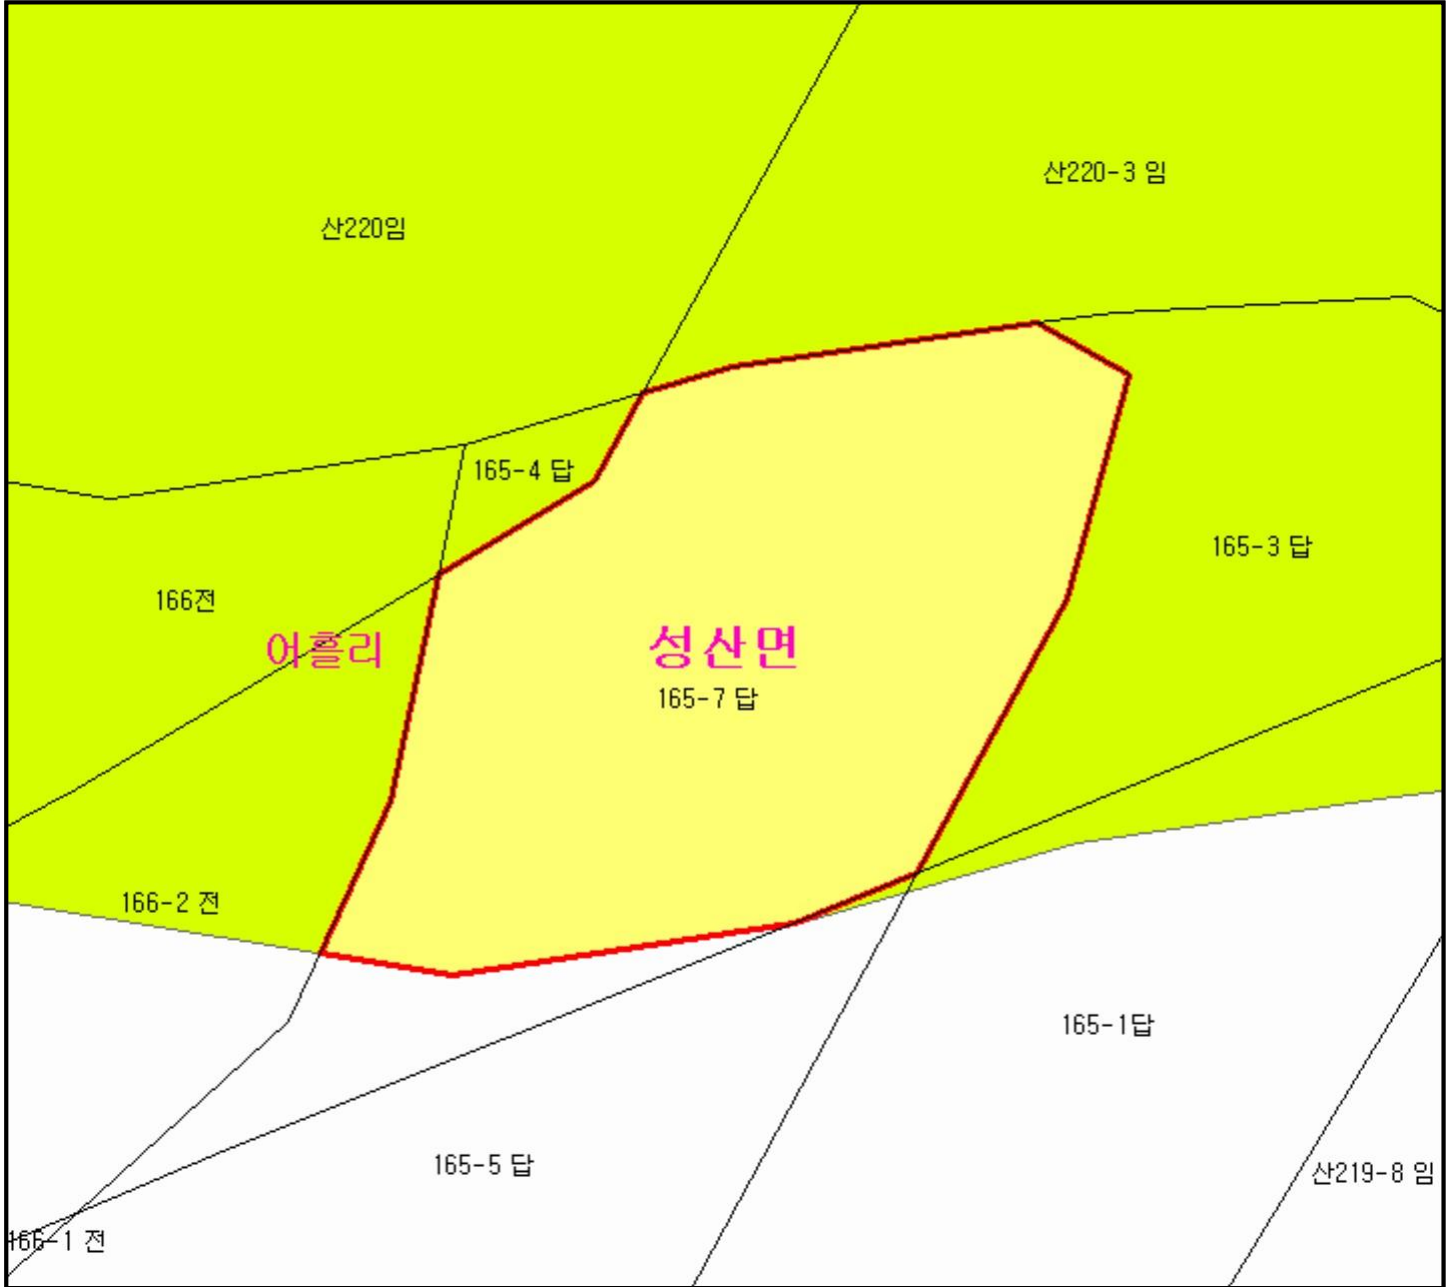 산220-3 임
산220임
165-4 답
165-3 답
166전
어흘리
성산면
165-7 답
166-2 전
165-1답
165-5 답
산219-8 임
166-1 전